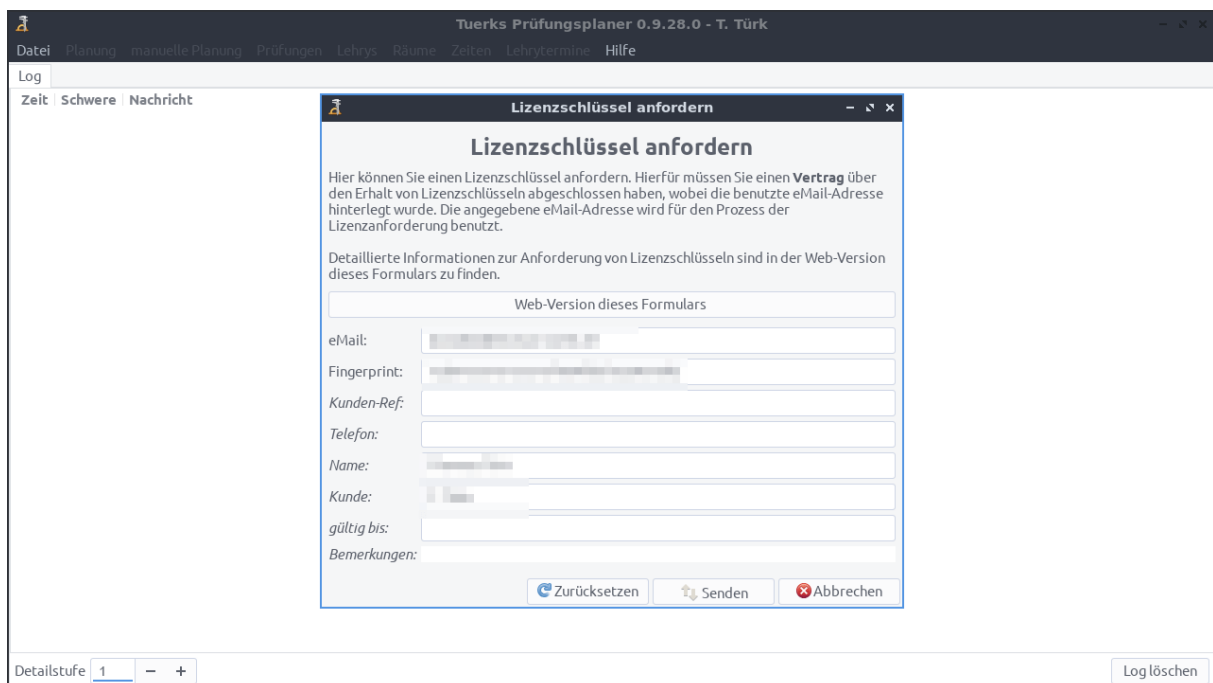 Tuerks Prüfungsplaner 0.9.28.0 - T. Türk
Datei Planung manuelle Planung Prüfungen Lehrys Räume Zeiten Lehrytermine Hilfe
Log
Zeit Schwere Nachricht
Lizenzschlüssel anfordern
Lizenzschlüssel anfordern
Hier können Sie einen Lizenzschlüssel anfordern. Hierfür müssen Sie einen Vertrag über
den Erhalt von Lizenzschlüsseln abgeschlossen haben, wobei die benutzte eMail-Adresse
hinterlegt wurde. Die angegebene eMail-Adresse wird für den Prozess der
Lizenzanforderung benutzt.
Detaillierte Informationen zur Anforderung von Lizenzschlüsseln sind in der Web-Version
dieses Formulars zu finden.
Web-Version dieses Formulars
eMail:
Fingerprint:
Kunden-Ref:
Telefon:
Name:
Kunde:
gültig bis:
Bemerkungen:
Zurücksetzen Senden Abbrechen
Detailstufe 1 − + Log löschen